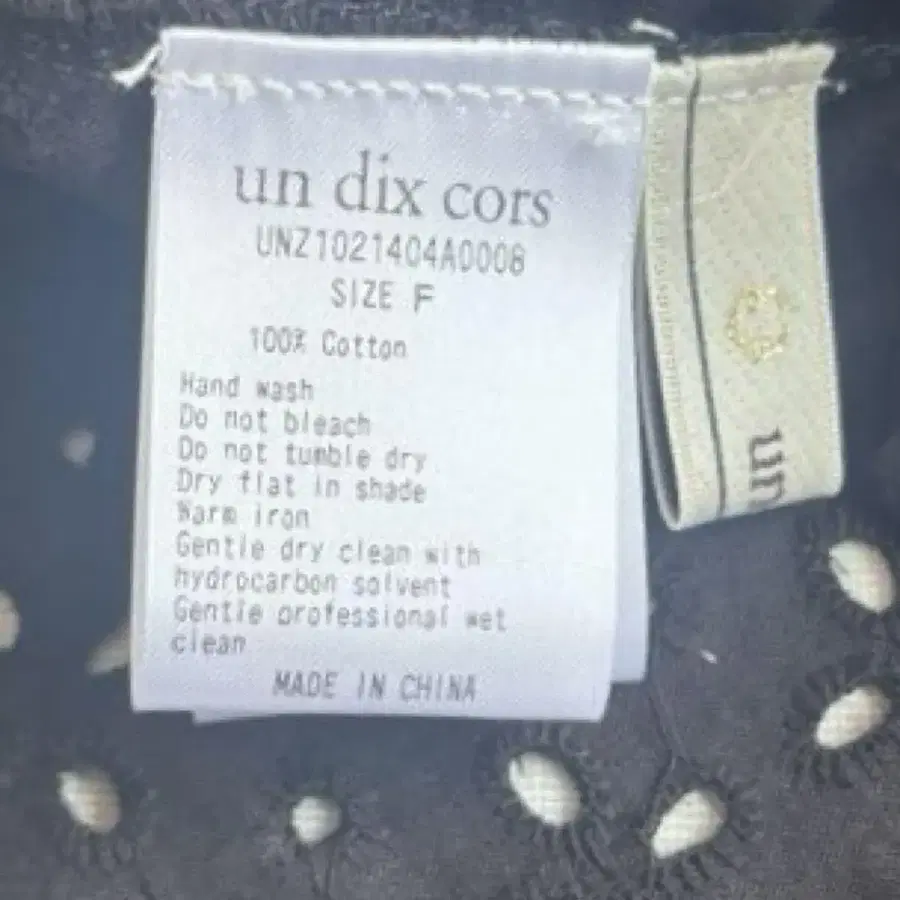 un dix cors
UNZ1021404A0008
SIZE F
100% Cotton
Hand wash
Do not bleach
Do not tumble dry
Dry flat in shade
Warm iron
Gentle dry clean with
hydrocarbon solvent
Gentle professional wet
clean
MADE IN CHINA
un